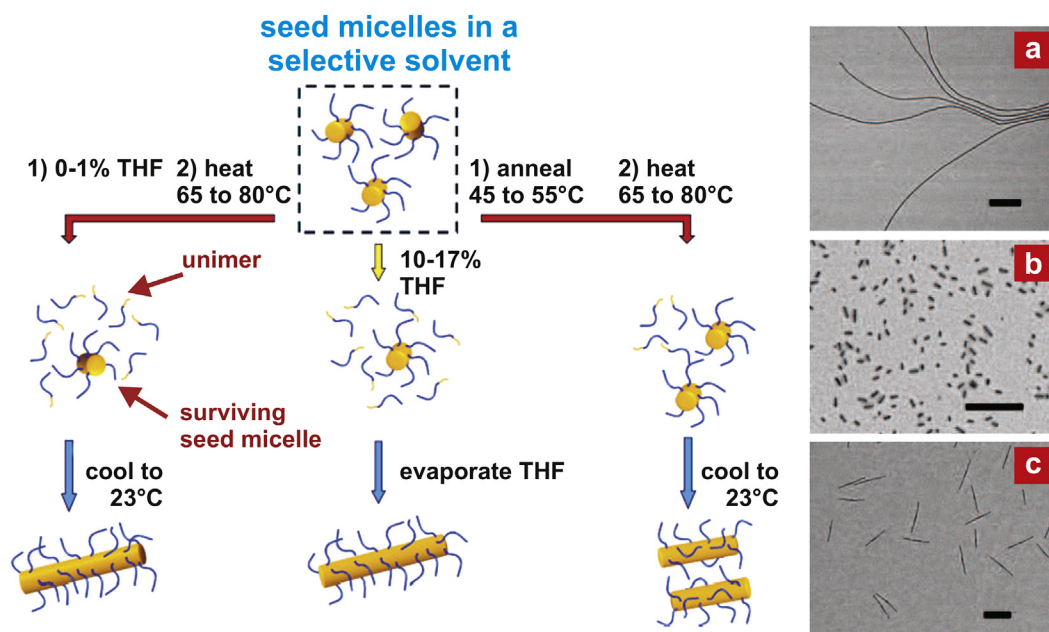 seed micelles in a
selective solvent
1) 0-1% THF
2) heat
65 to 80°C
1) anneal
45 to 55°C
2) heat
65 to 80°C
unimer
10-17%
THF
surviving
seed micelle
cool to
23°C
evaporate THF
cool to
23°C
a
b
c